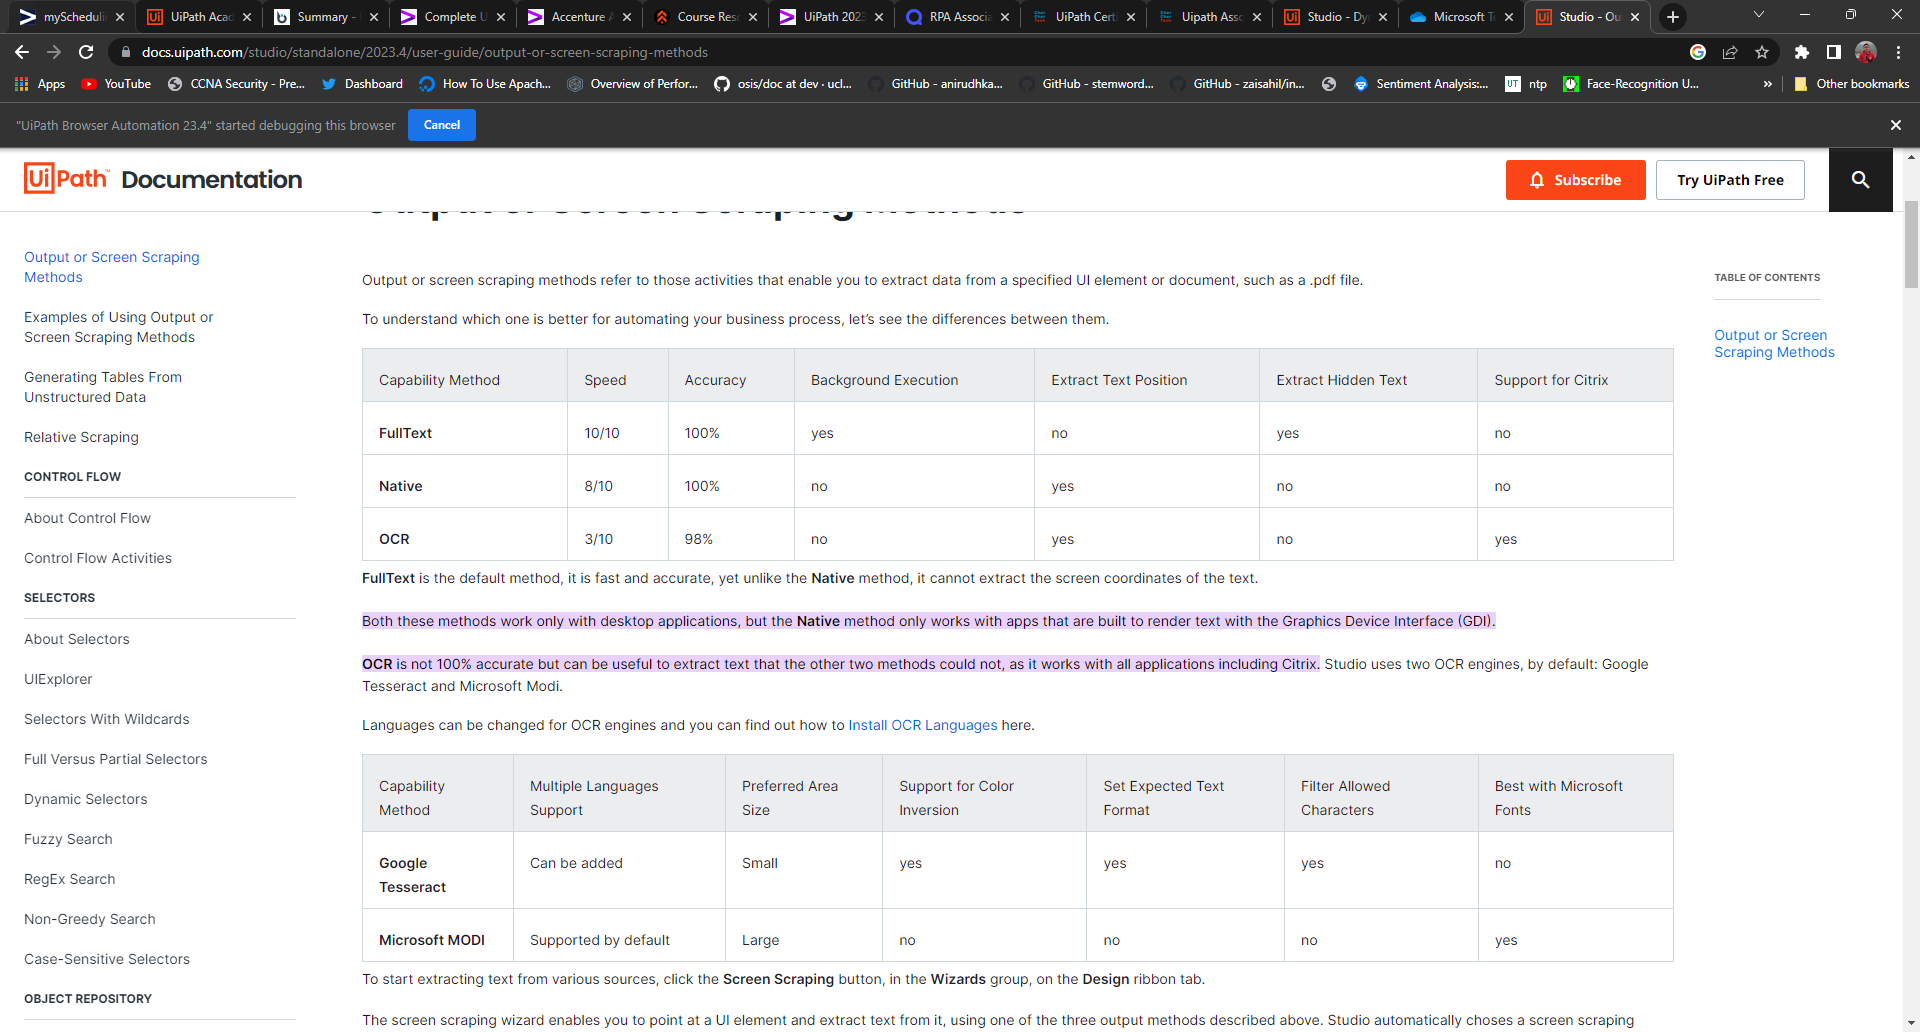 mySchedulin
UiPath Acad
Summary -
Complete U
Accenture A
Course Res
UiPath 202
RPA Associa
UiPath Certi
Uipath Asso
Studio - Dy
Microsoft T
Studio - Ou
docs.uipath.com/studio/standalone/2023.4/user-guide/output-or-screen-scraping-methods
Apps
YouTube
CCNA Security - Pre...
Dashboard
How To Use Apach...
Overview of Perfor...
osis/doc at dev · ucl...
GitHub - anirudhka...
GitHub - stemword...
GitHub - zaisahil/in...
Sentiment Analysis:...
UT ntp
Face-Recognition U...
»
Other bookmarks
"UiPath Browser Automation 23.4" started debugging this browser
Cancel
UiPath™ Documentation
Subscribe
Try UiPath Free
Output or Screen Scraping Methods
Output or Screen Scraping
Methods
Examples of Using Output or
Screen Scraping Methods
Generating Tables From
Unstructured Data
Relative Scraping
CONTROL FLOW
About Control Flow
Control Flow Activities
SELECTORS
About Selectors
UIExplorer
Selectors With Wildcards
Full Versus Partial Selectors
Dynamic Selectors
Fuzzy Search
RegEx Search
Non-Greedy Search
Case-Sensitive Selectors
OBJECT REPOSITORY
Output or screen scraping methods refer to those activities that enable you to extract data from a specified UI element or document, such as a .pdf file.
To understand which one is better for automating your business process, let's see the differences between them.
Capability Method Speed Accuracy Background Execution Extract Text Position Extract Hidden Text Support for Citrix
FullText 10/10 100% yes no yes no
Native 8/10 100% no yes no no
OCR 3/10 98% no yes no yes
FullText is the default method, it is fast and accurate, yet unlike the Native method, it cannot extract the screen coordinates of the text.
Both these methods work only with desktop applications, but the Native method only works with apps that are built to render text with the Graphics Device Interface (GDI).
OCR is not 100% accurate but can be useful to extract text that the other two methods could not, as it works with all applications including Citrix. Studio uses two OCR engines, by default: Google
Tesseract and Microsoft Modi.
Languages can be changed for OCR engines and you can find out how to Install OCR Languages here.
Capability Multiple Languages Preferred Area Support for Color Set Expected Text Filter Allowed Best with Microsoft
Method Support Size Inversion Format Characters Fonts
Google Can be added Small yes yes yes no
Tesseract
Microsoft MODI Supported by default Large no no no yes
To start extracting text from various sources, click the Screen Scraping button, in the Wizards group, on the Design ribbon tab.
The screen scraping wizard enables you to point at a UI element and extract text from it, using one of the three output methods described above. Studio automatically choses a screen scraping
TABLE OF CONTENTS
Output or Screen
Scraping Methods